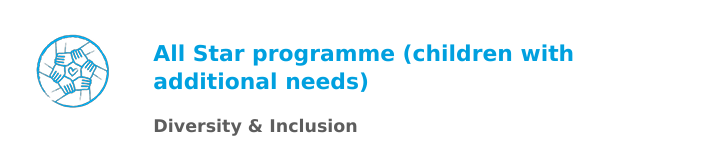 All Star programme (children with
additional needs)
Diversity & Inclusion